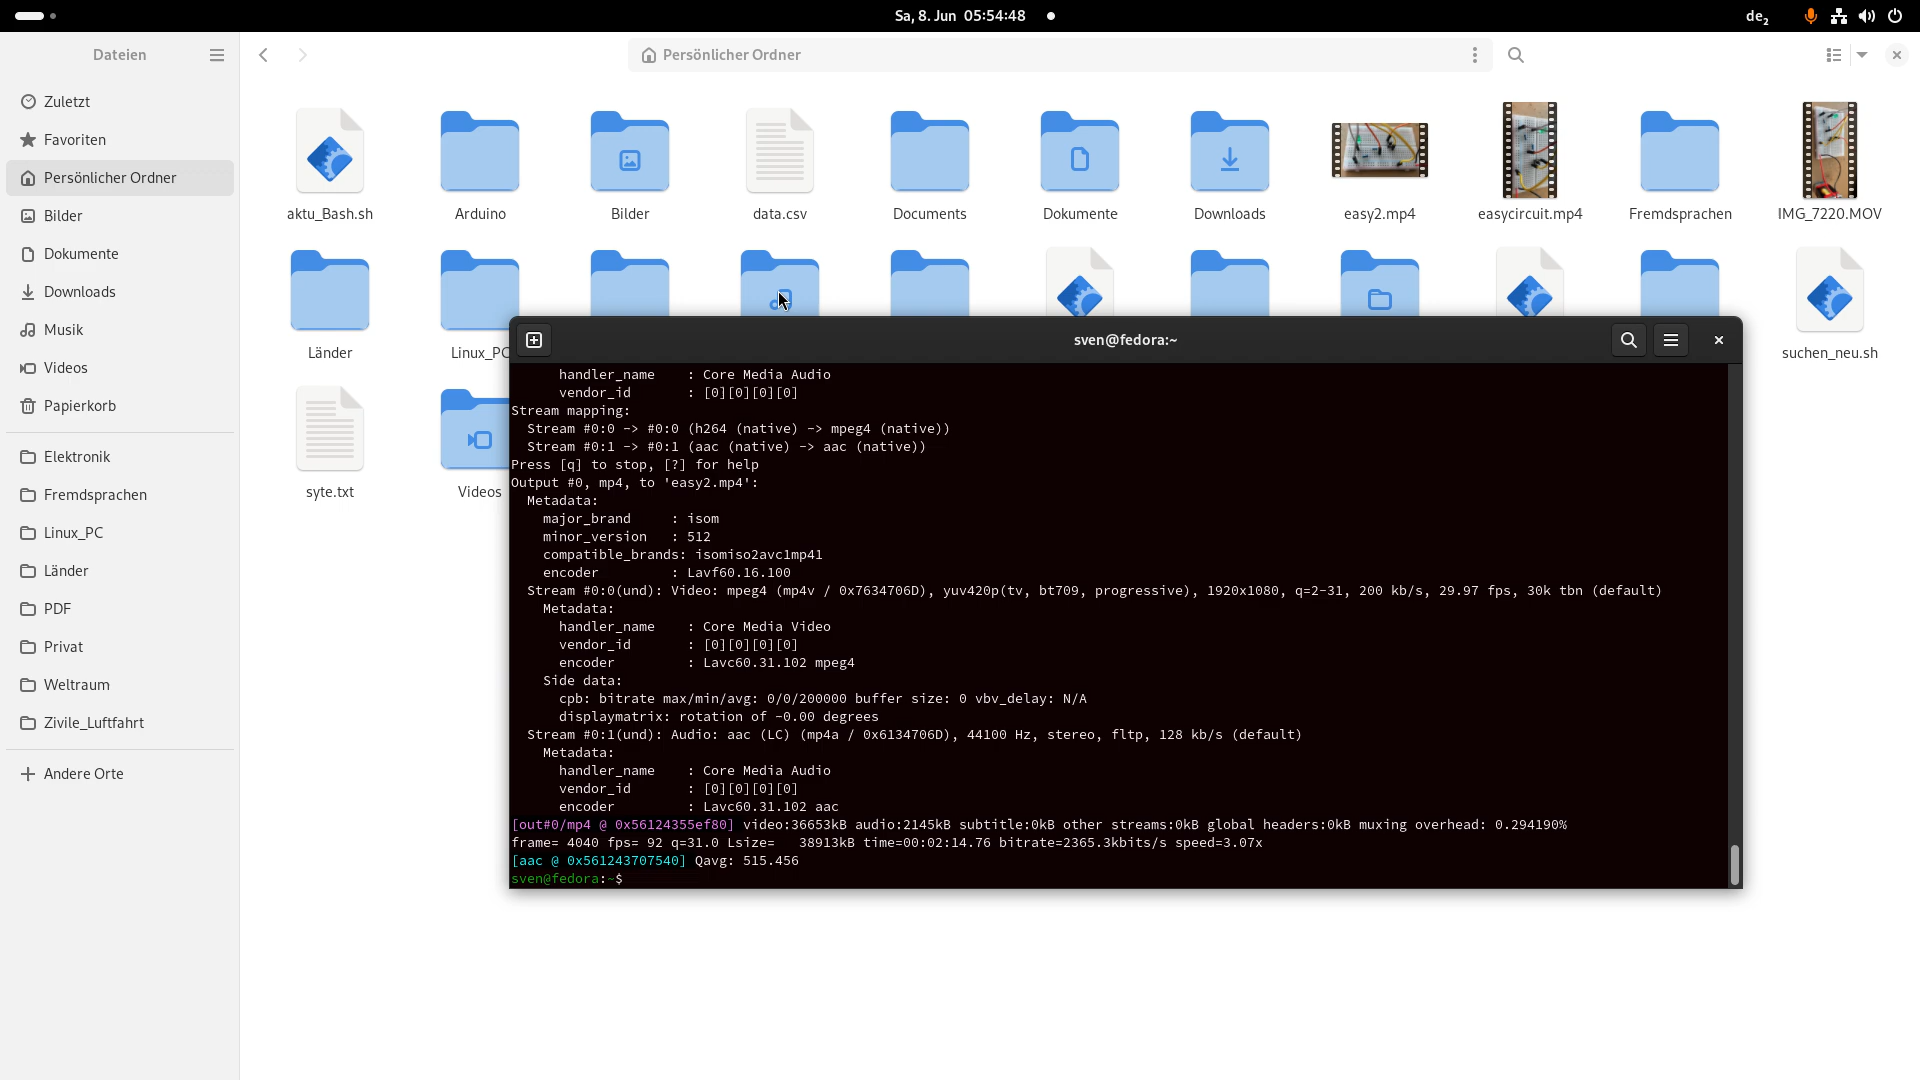 Sa, 8. Jun 05:54:48
de2
Dateien
Persönlicher Ordner
Zuletzt
Favoriten
Persönlicher Ordner
Bilder
Dokumente
Downloads
Musik
Videos
Papierkorb
Elektronik
Fremdsprachen
Linux_PC
Länder
PDF
Privat
Weltraum
Zivile_Luftfahrt
Andere Orte
aktu_Bash.sh
Arduino
Bilder
data.csv
Documents
Dokumente
Downloads
easy2.mp4
easycircuit.mp4
Fremdsprachen
IMG_7220.MOV
Länder
Linux_PC
suchen_neu.sh
syte.txt
Videos
sven@fedora:~
handler_name    : Core Media Audio
vendor_id       : [0][0][0][0]
Stream mapping:
Stream #0:0 -> #0:0 (h264 (native) -> mpeg4 (native))
Stream #0:1 -> #0:1 (aac (native) -> aac (native))
Press [q] to stop, [?] for help
Output #0, mp4, to 'easy2.mp4':
Metadata:
major_brand     : isom
minor_version   : 512
compatible_brands: isomiso2avc1mp41
encoder         : Lavf60.16.100
Stream #0:0(und): Video: mpeg4 (mp4v / 0x7634706D), yuv420p(tv, bt709, progressive), 1920x1080, q=2-31, 200 kb/s, 29.97 fps, 30k tbn (default)
Metadata:
handler_name    : Core Media Video
vendor_id       : [0][0][0][0]
encoder         : Lavc60.31.102 mpeg4
Side data:
cpb: bitrate max/min/avg: 0/0/200000 buffer size: 0 vbv_delay: N/A
displaymatrix: rotation of -0.00 degrees
Stream #0:1(und): Audio: aac (LC) (mp4a / 0x6134706D), 44100 Hz, stereo, fltp, 128 kb/s (default)
Metadata:
handler_name    : Core Media Audio
vendor_id       : [0][0][0][0]
encoder         : Lavc60.31.102 aac
[out#0/mp4 @ 0x56124355ef80] video:36653kB audio:2145kB subtitle:0kB other streams:0kB global headers:0kB muxing overhead: 0.294190%
frame= 4040 fps= 92 q=31.0 Lsize=   38913kB time=00:02:14.76 bitrate=2365.3kbits/s speed=3.07x
[aac @ 0x561243707540] Qavg: 515.456
sven@fedora:~$